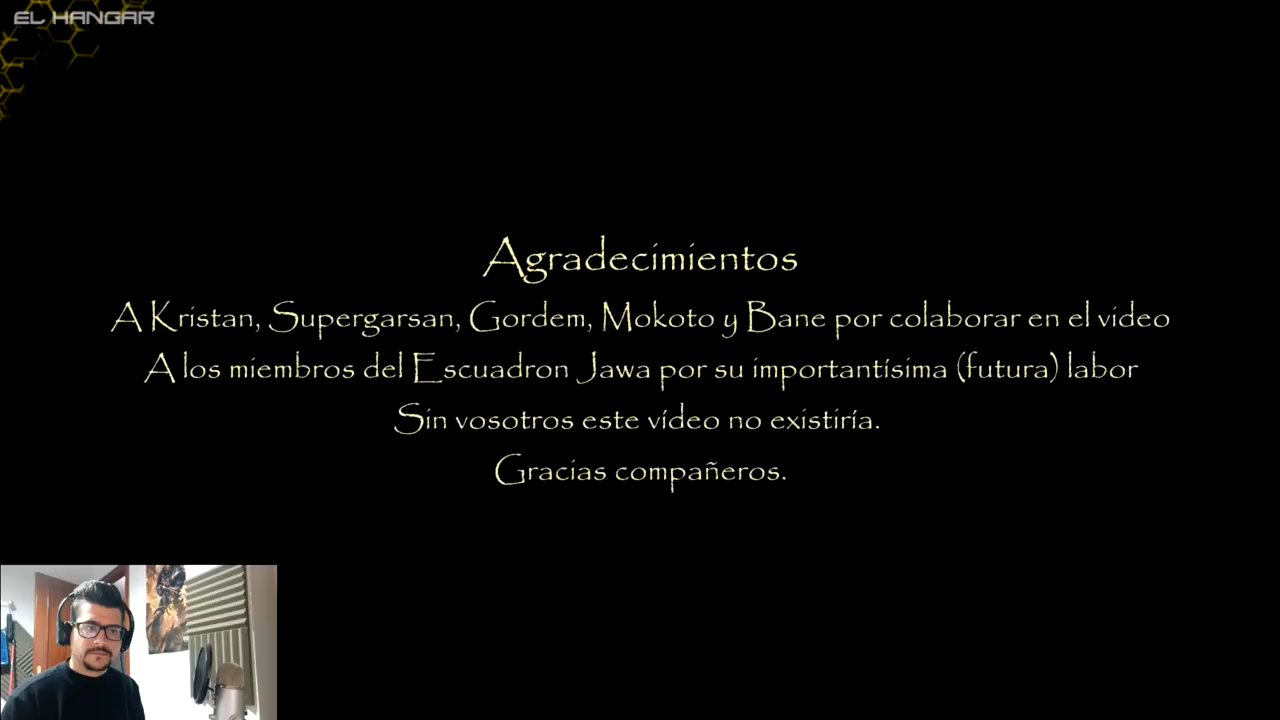 EL HANGAR
Agradecimientos
A Kristan, Supergarsan, Gordem, Mokoto y Bane por colaborar en el video
A los miembros del Escuadron Jawa por su importantísima (futura) labor
Sin vosotros este vídeo no existiría.
Gracias compañeros.